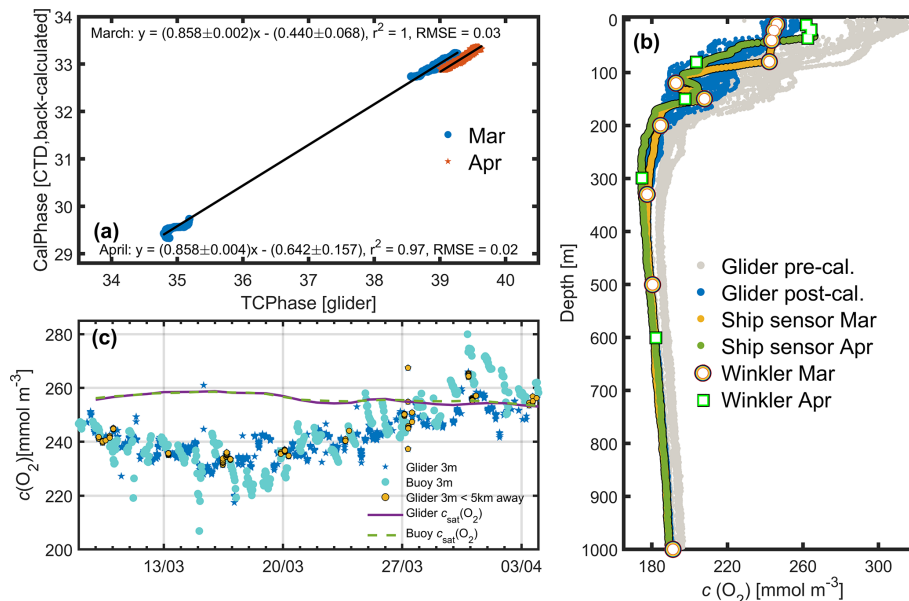 March: y = (0.858±0.002)x - (0.440±0.068), r² = 1, RMSE = 0.03
CalPhase [CTD,back-calculated]
33
32
31
30
29
Mar
Apr
(a)
April: y = (0.858±0.004)x - (0.642±0.157), r² = 0.97, RMSE = 0.02
34 35 36 37 38 39 40
TCPhase [glider]
(b)
Depth [m]
0
100
200
300
400
500
600
700
800
900
1000
Glider pre-cal.
Glider post-cal.
Ship sensor Mar
Ship sensor Apr
Winkler Mar
Winkler Apr
180 200 220 240 260 280 300
c (O₂) [mmol m⁻³]
(c)
c(O₂)[mmol m⁻³]
280
260
240
220
200
Glider 3m
Buoy 3m
Glider 3m < 5km away
Glider c_sat(O₂)
Buoy c_sat(O₂)
13/03 20/03 27/03 03/04